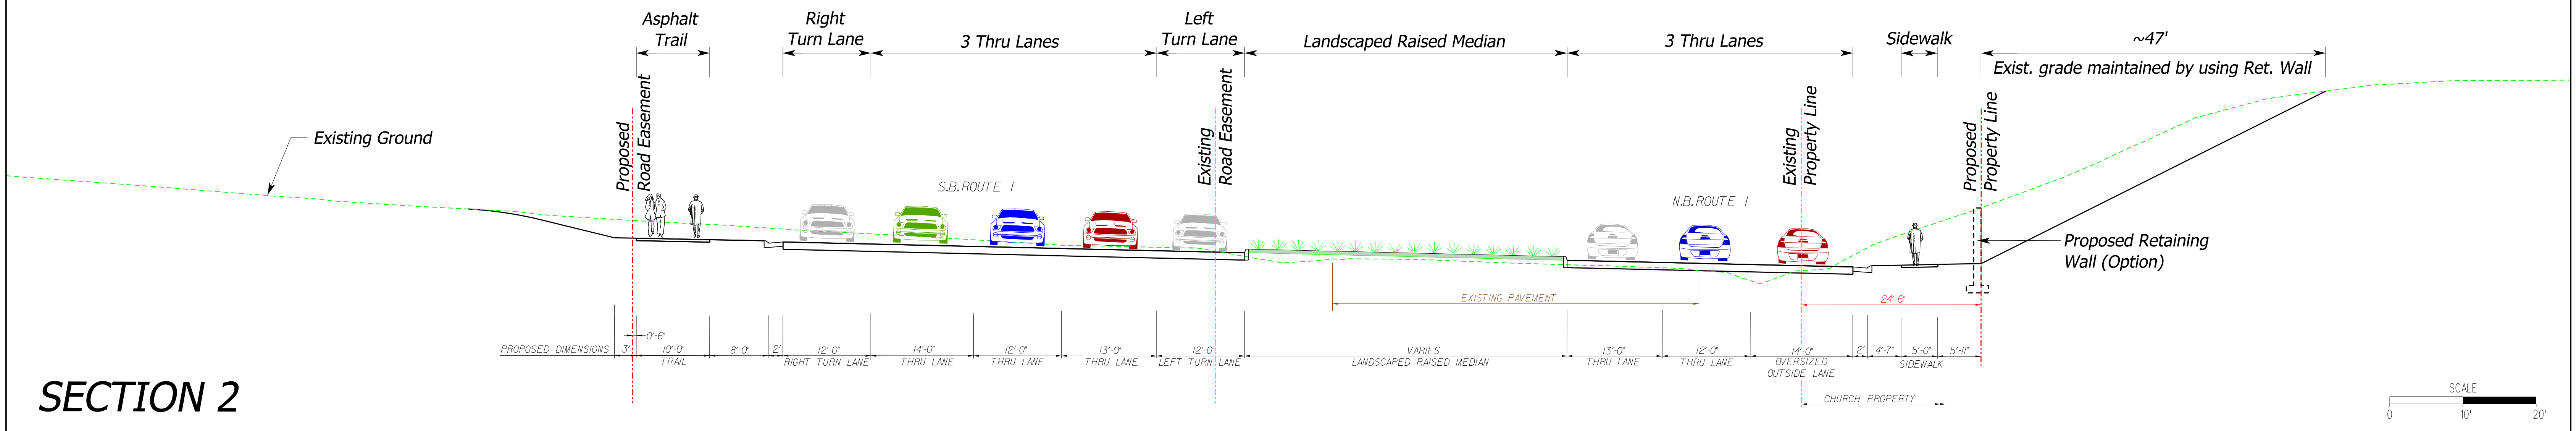 Asphalt
Trail
Right
Turn Lane
3 Thru Lanes
Left
Turn Lane
Landscaped Raised Median
3 Thru Lanes
Sidewalk
~47'
Exist. grade maintained by using Ret. Wall
Existing Ground
Proposed
Road Easement
Existing
Road Easement
Existing
Property Line
Proposed
Property Line
S.B. ROUTE 1
N.B. ROUTE 1
Proposed Retaining
Wall (Option)
EXISTING PAVEMENT
24'-6"
0'-6"
PROPOSED DIMENSIONS 3' 10'-0" 8'-0" 2' 12'-0" 14'-0" 12'-0" 13'-0" 12'-0" VARIES 13'-0" 12'-0" 14'-0" 2' 4'-7" 5'-0" 5'-11"
TRAIL RIGHT TURN LANE THRU LANE THRU LANE THRU LANE LEFT TURN LANE LANDSCAPED RAISED MEDIAN THRU LANE THRU LANE OVERSIZED SIDEWALK
OUTSIDE LANE
CHURCH PROPERTY
SECTION 2
SCALE
0 10' 20'